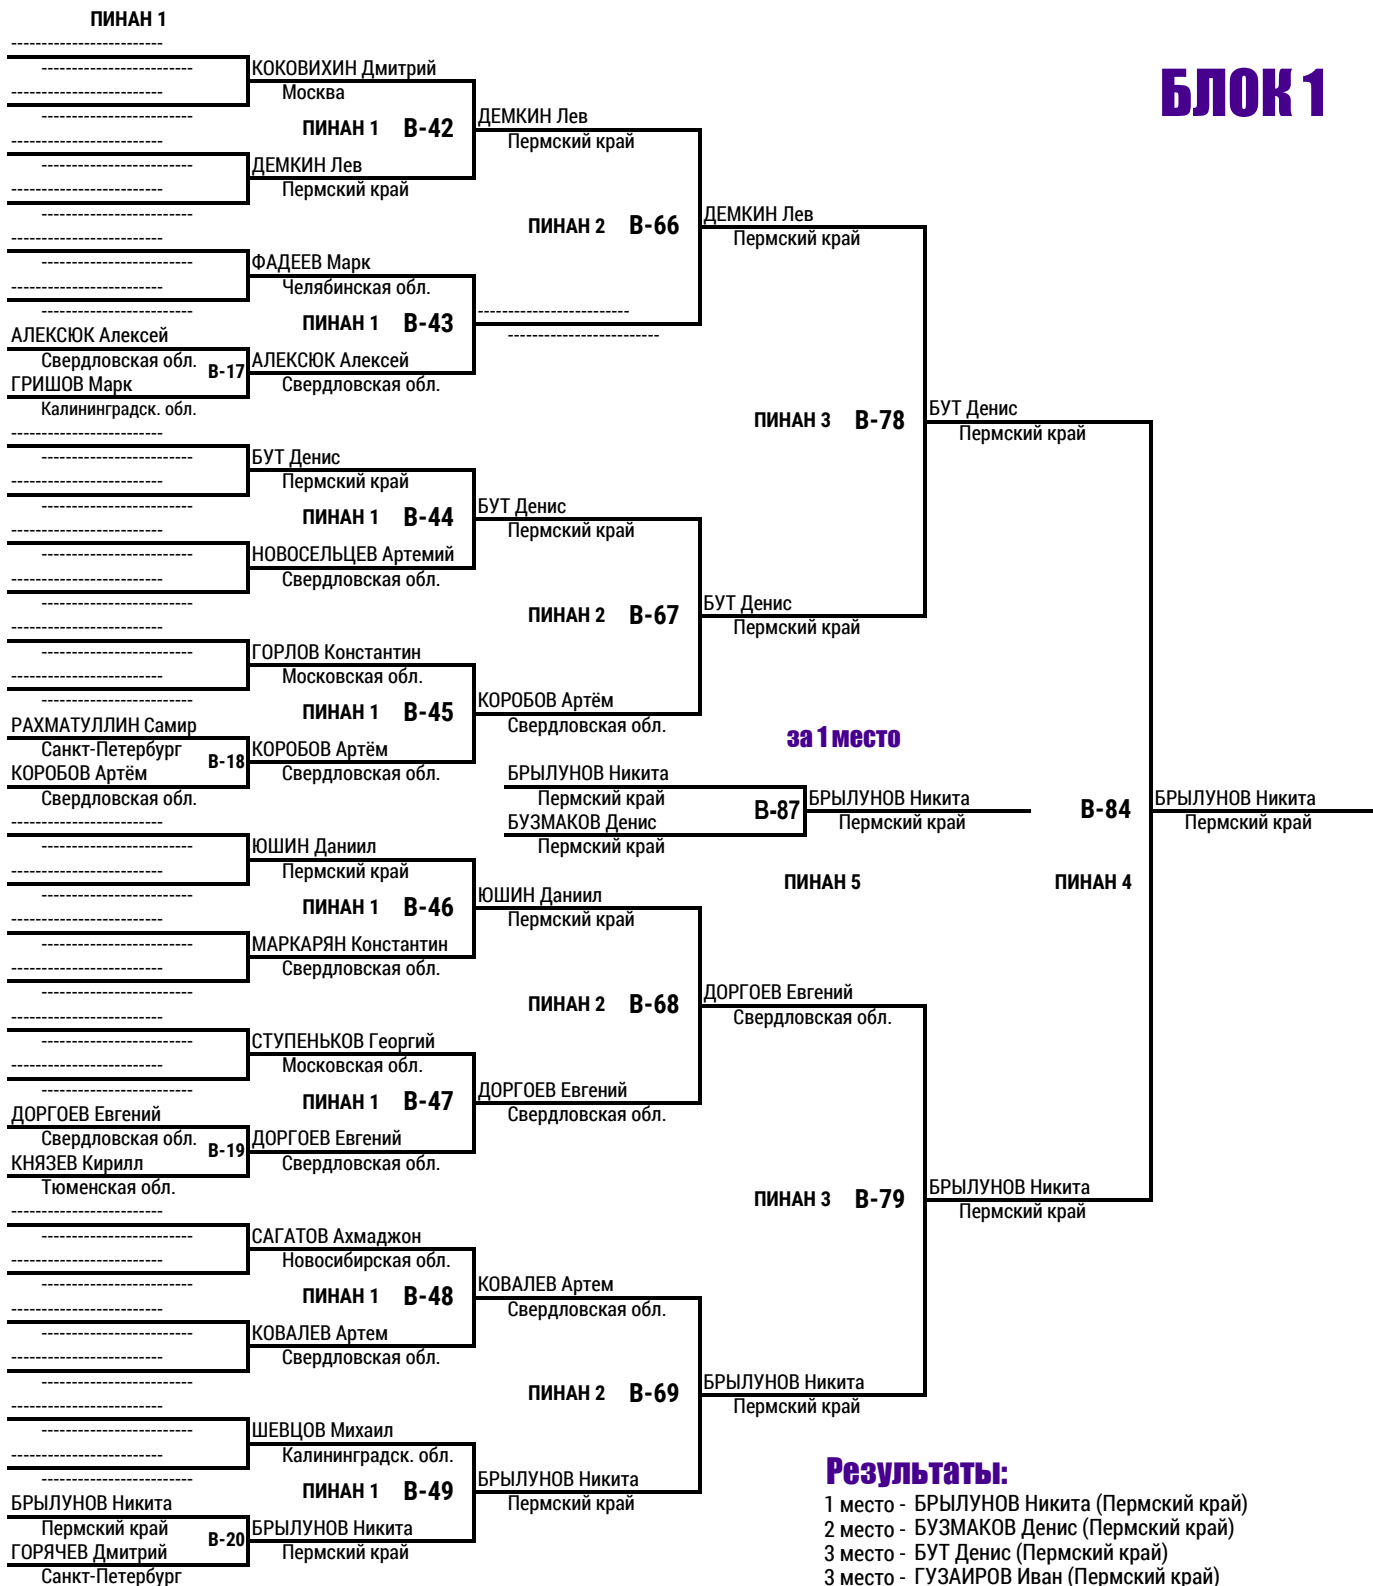 ПИНАН 1
БЛОК 1
-------------------------
-------------------------
КОКОВИХИН Дмитрий
-------------------------
Москва
-------------------------
ПИНАН 1 B-42
ДЕМКИН Лев
-------------------------
Пермский край
-------------------------
ДЕМКИН Лев
-------------------------
Пермский край
-------------------------
ПИНАН 2 B-66
ДЕМКИН Лев
-------------------------
Пермский край
-------------------------
ФАДЕЕВ Марк
-------------------------
Челябинская обл.
-------------------------
ПИНАН 1 B-43
-------------------------
-------------------------
АЛЕКСЮК Алексей
Свердловская обл.
B-17
АЛЕКСЮК Алексей
ГРИШОВ Марк
Свердловская обл.
Калининградск. обл.
ПИНАН 3 B-78
БУТ Денис
-------------------------
Пермский край
-------------------------
БУТ Денис
-------------------------
Пермский край
-------------------------
ПИНАН 1 B-44
БУТ Денис
-------------------------
Пермский край
-------------------------
НОВОСЕЛЬЦЕВ Артемий
-------------------------
Свердловская обл.
-------------------------
ПИНАН 2 B-67
БУТ Денис
-------------------------
Пермский край
-------------------------
ГОРЛОВ Константин
-------------------------
Московская обл.
-------------------------
ПИНАН 1 B-45
КОРОБОВ Артём
РАХМАТУЛЛИН Самир
Свердловская обл.
за 1 место
Санкт-Петербург
B-18
КОРОБОВ Артём
КОРОБОВ Артём
Свердловская обл.
БРЫЛУНОВ Никита
Свердловская обл.
Пермский край
B-87
БРЫЛУНОВ Никита
B-84
БРЫЛУНОВ Никита
-------------------------
БУЗМАКОВ Денис
Пермский край
Пермский край
-------------------------
ЮШИН Даниил
Пермский край
-------------------------
Пермский край
ПИНАН 5
ПИНАН 4
-------------------------
ПИНАН 1 B-46
ЮШИН Даниил
-------------------------
Пермский край
-------------------------
МАРКАРЯН Константин
-------------------------
Свердловская обл.
-------------------------
ПИНАН 2 B-68
ДОРГОЕВ Евгений
-------------------------
Свердловская обл.
-------------------------
СТУПЕНЬКОВ Георгий
-------------------------
Московская обл.
-------------------------
ПИНАН 1 B-47
ДОРГОЕВ Евгений
ДОРГОЕВ Евгений
Свердловская обл.
Свердловская обл.
B-19
ДОРГОЕВ Евгений
КНЯЗЕВ Кирилл
Свердловская обл.
Тюменская обл.
ПИНАН 3 B-79
БРЫЛУНОВ Никита
-------------------------
Пермский край
-------------------------
САГАТОВ Ахмаджон
-------------------------
Новосибирская обл.
-------------------------
ПИНАН 1 B-48
КОВАЛЕВ Артем
-------------------------
Свердловская обл.
-------------------------
КОВАЛЕВ Артем
-------------------------
Свердловская обл.
-------------------------
ПИНАН 2 B-69
БРЫЛУНОВ Никита
-------------------------
Пермский край
-------------------------
ШЕВЦОВ Михаил
-------------------------
Калининградск. обл.
-------------------------
ПИНАН 1 B-49
БРЫЛУНОВ Никита
БРЫЛУНОВ Никита
Пермский край
Пермский край
B-20
БРЫЛУНОВ Никита
ГОРЯЧЕВ Дмитрий
Пермский край
Санкт-Петербург
Результаты:
1 место - БРЫЛУНОВ Никита (Пермский край)
2 место - БУЗМАКОВ Денис (Пермский край)
3 место - БУТ Денис (Пермский край)
3 место - ГУЗАИРОВ Иван (Пермский край)